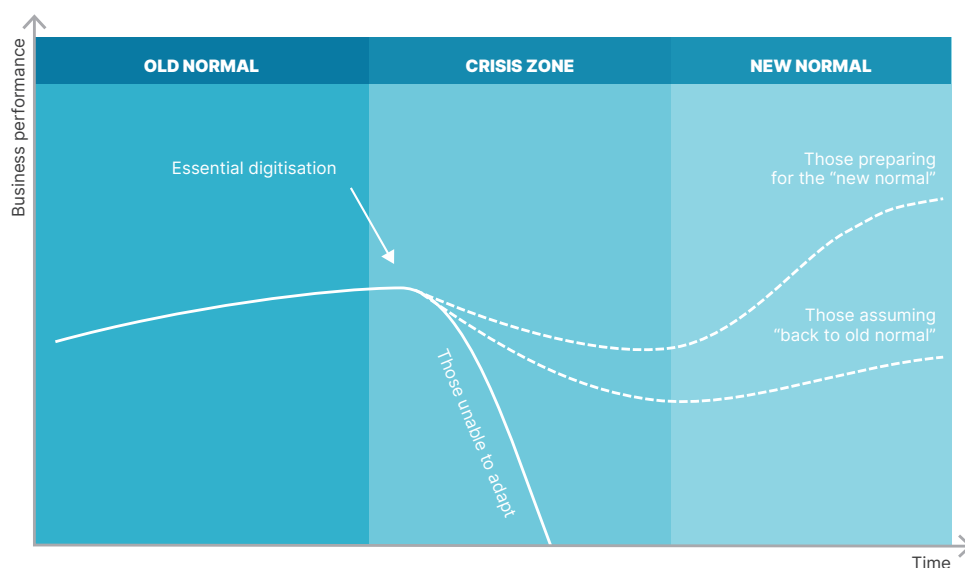 Business performance
OLD NORMAL
CRISIS ZONE
NEW NORMAL
Essential digitisation
Those preparing
for the “new normal”
Those assuming
“back to old normal”
Those unable to adapt
Time